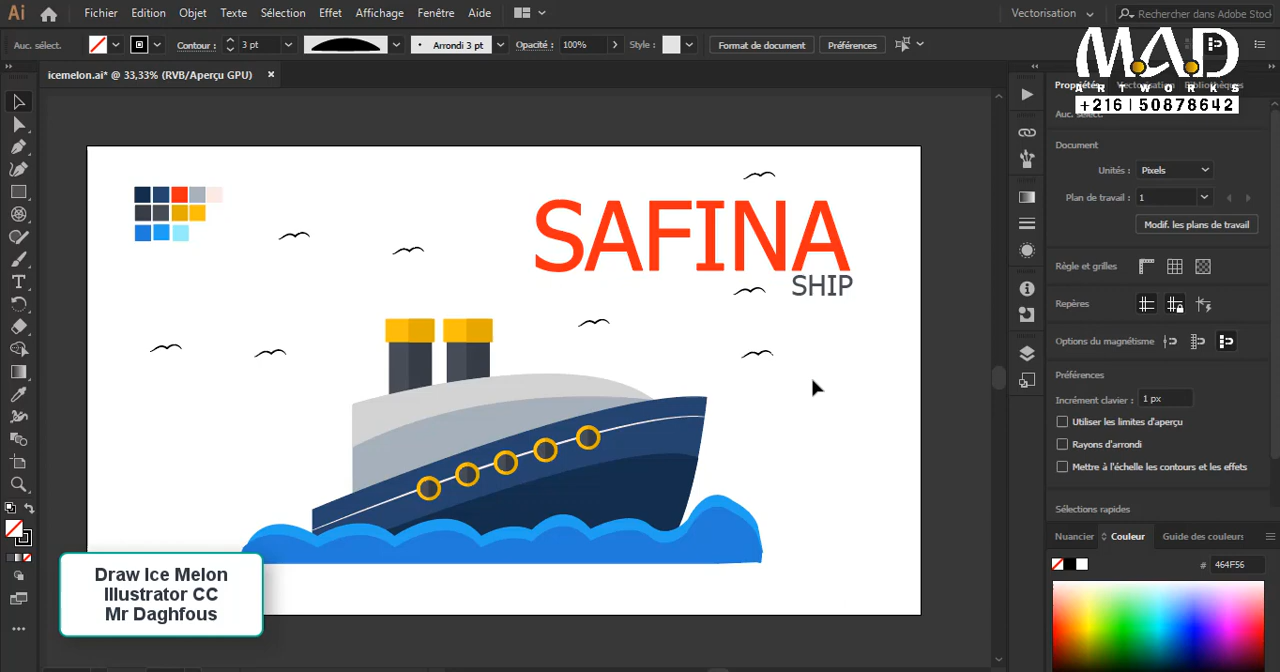 Ai
Fichier Edition Objet Texte Sélection Effet Affichage Fenêtre Aide
Vectorisation
Rechercher dans Adobe Stoc
Auc. sélect.
Contour : 3 pt
Arrondi 3 pt
Opacité : 100%
Style :
Format de document
Préférences
icemelon.ai* @ 33,33% (RVB/Aperçu GPU)
MAD
ARTWORKS
+216 | 50878642
Propriétés
Vectorisation
Bibliothèques
Auc. sélect.
Document
Unités : Pixels
Plan de travail : 1
Modif. les plans de travail
Règle et grilles
Repères
Options du magnétisme
Préférences
Incrément clavier : 1 px
Utiliser les limites d'aperçu
Rayons d'arrondi
Mettre à l'échelle les contours et les effets
Sélections rapides
Nuancier
Couleur
Guide des couleurs
# 464F56
SAFINA
SHIP
Draw Ice Melon
Illustrator CC
Mr Daghfous